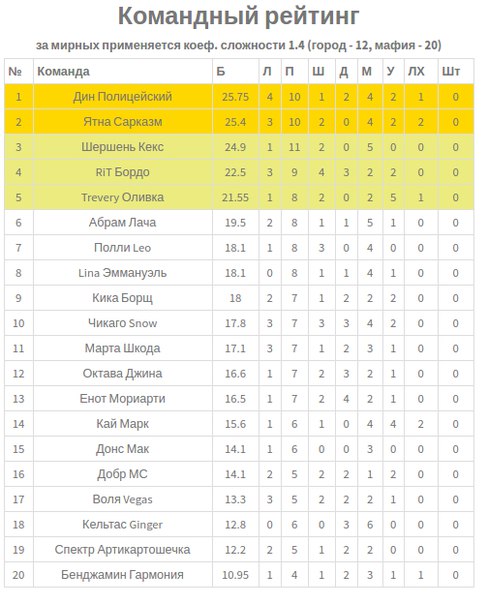 Командный рейтинг
за мирных применяется коеф. сложности 1.4 (город - 12, мафия - 20)
№ Команда Б Л П Ш Д М У ЛХ Шт
1 Дин Полицейский 25.75 4 10 1 2 4 2 1 0
2 Ятна Сарказм 25.4 3 10 2 0 4 2 2 0
3 Шершень Кекс 24.9 1 11 2 0 5 0 0 0
4 RiT Бордо 22.5 3 9 4 3 2 2 0 0
5 Trevery Оливка 21.55 1 8 2 0 2 5 1 0
6 Абрам Лача 19.5 2 8 1 1 5 1 0 0
7 Полли Leo 18.1 1 8 3 0 4 0 0 0
8 Lina Эммануэль 18.1 0 8 1 1 4 1 0 0
9 Кика Борщ 18 2 7 1 2 2 2 0 0
10 Чикаго Snow 17.8 3 7 3 3 4 2 0 0
11 Марта Шкода 17.1 3 7 1 2 3 1 0 0
12 Октава Джина 16.6 1 7 2 3 2 1 0 0
13 Енот Мориарти 16.5 1 7 2 4 2 1 0 0
14 Кай Марк 15.6 1 6 1 0 4 4 2 0
15 Донс Мак 14.1 1 6 0 0 3 0 0 0
16 Добр МС 14.1 2 5 2 2 1 2 0 0
17 Воля Vegas 13.3 3 5 2 2 2 1 0 0
18 Кельтас Ginger 12.8 0 6 0 3 6 0 0 0
19 Спектр Артикартошечка 12.2 2 5 1 2 2 0 0 0
20 Бенджамин Гармония 10.95 1 4 1 2 3 1 1 0